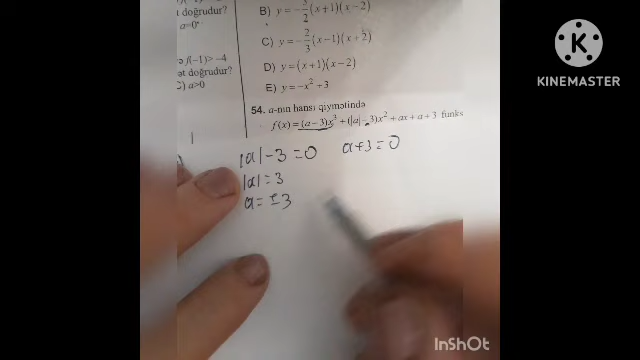 ı doğrudur?
a=0
ə f(−1)> −4
ət doğrudur?
C) a>0
B) y=−3/2(x+1)(x−2)
C) y=−2/3(x−1)(x+2)
D) y=(x+1)(x−2)
E) y=−x²+3
54. a-nın hansı qiymətində
f(x)=(a−3)x³+(|a|−3)x²+ax+a+3 funks
|a|−3=0 a+3=0
|a|=3
a=±3
KINEMASTER
InShOt